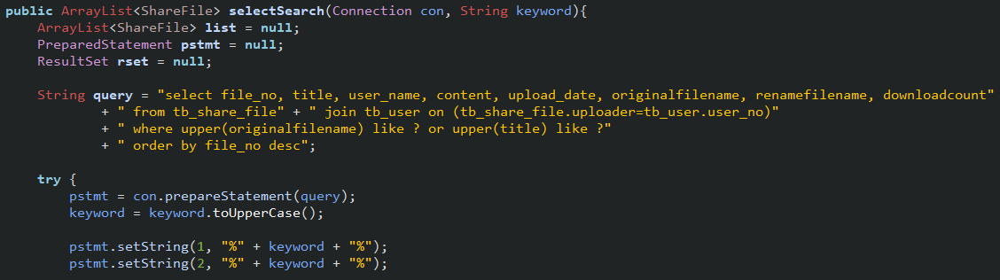 public ArrayList<ShareFile> selectSearch(Connection con, String keyword){
    ArrayList<ShareFile> list = null;
    PreparedStatement pstmt = null;
    ResultSet rset = null;

    String query = "select file_no, title, user_name, content, upload_date, originalfilename, renamefilename, downloadcount"
            + " from tb_share_file" + " join tb_user on (tb_share_file.uploader=tb_user.user_no)"
            + " where upper(originalfilename) like ? or upper(title) like ?"
            + " order by file_no desc";

    try {
        pstmt = con.prepareStatement(query);
        keyword = keyword.toUpperCase();

        pstmt.setString(1, "%" + keyword + "%");
        pstmt.setString(2, "%" + keyword + "%");